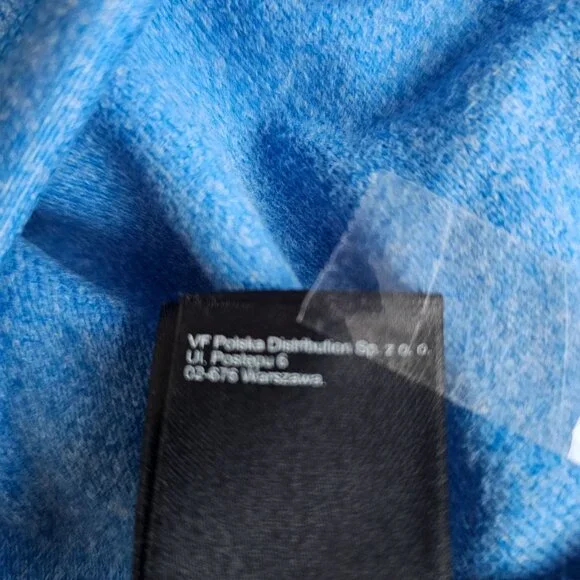 VF Polska Distribution Sp. z o. o.
Ul. Postępu 6
02-676 Warszawa